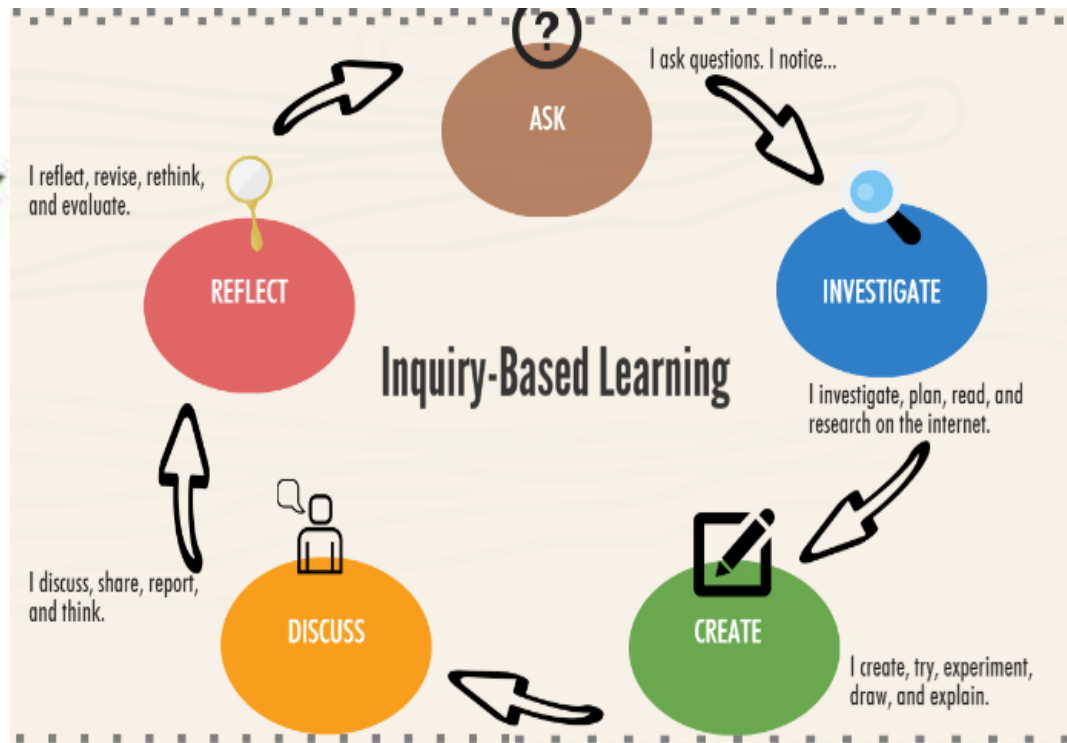 ?
I ask questions. I notice...
ASK
I reflect, revise, rethink,
and evaluate.
REFLECT
INVESTIGATE
Inquiry-Based Learning
I investigate, plan, read, and
research on the internet.
I discuss, share, report,
and think.
DISCUSS
CREATE
I create, try, experiment,
draw, and explain.